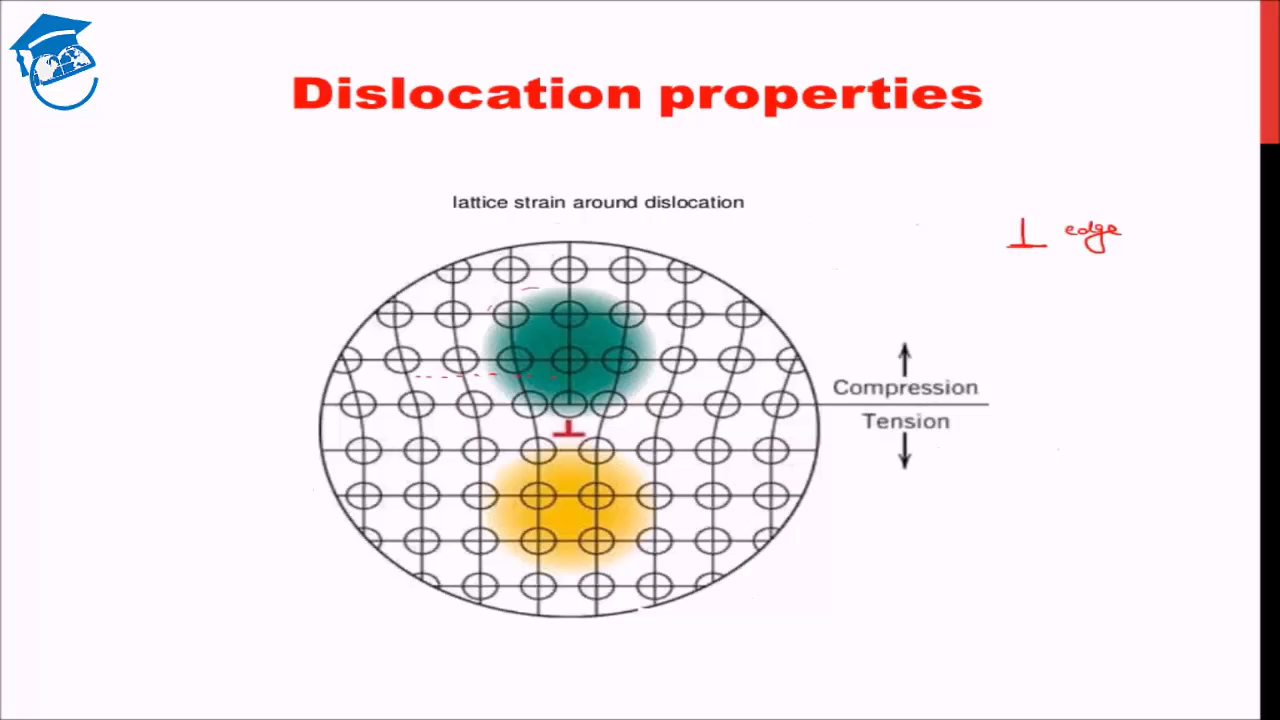 Dislocation properties
lattice strain around dislocation
⊥ edge
Compression
Tension
⊥